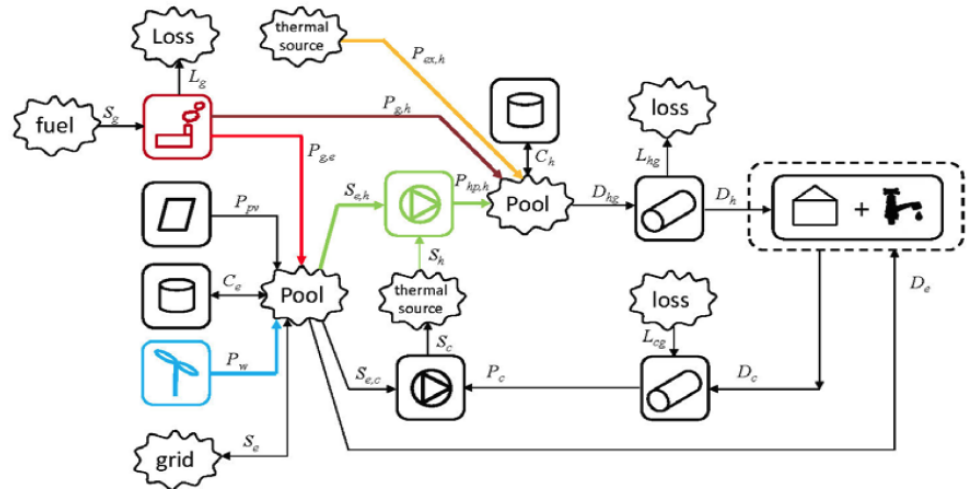 Loss
thermal
source
P_ex,h
L_g
P_g,h
loss
fuel
S_g
C_h
L_hg
P_g,e
S_e,h
P_hp,h
Pool
D_hg
D_h
+
P_pv
S_h
D_e
C_e
Pool
thermal
source
loss
L_cg
P_w
S_c
S_e,c
P_c
D_c
S_e
grid